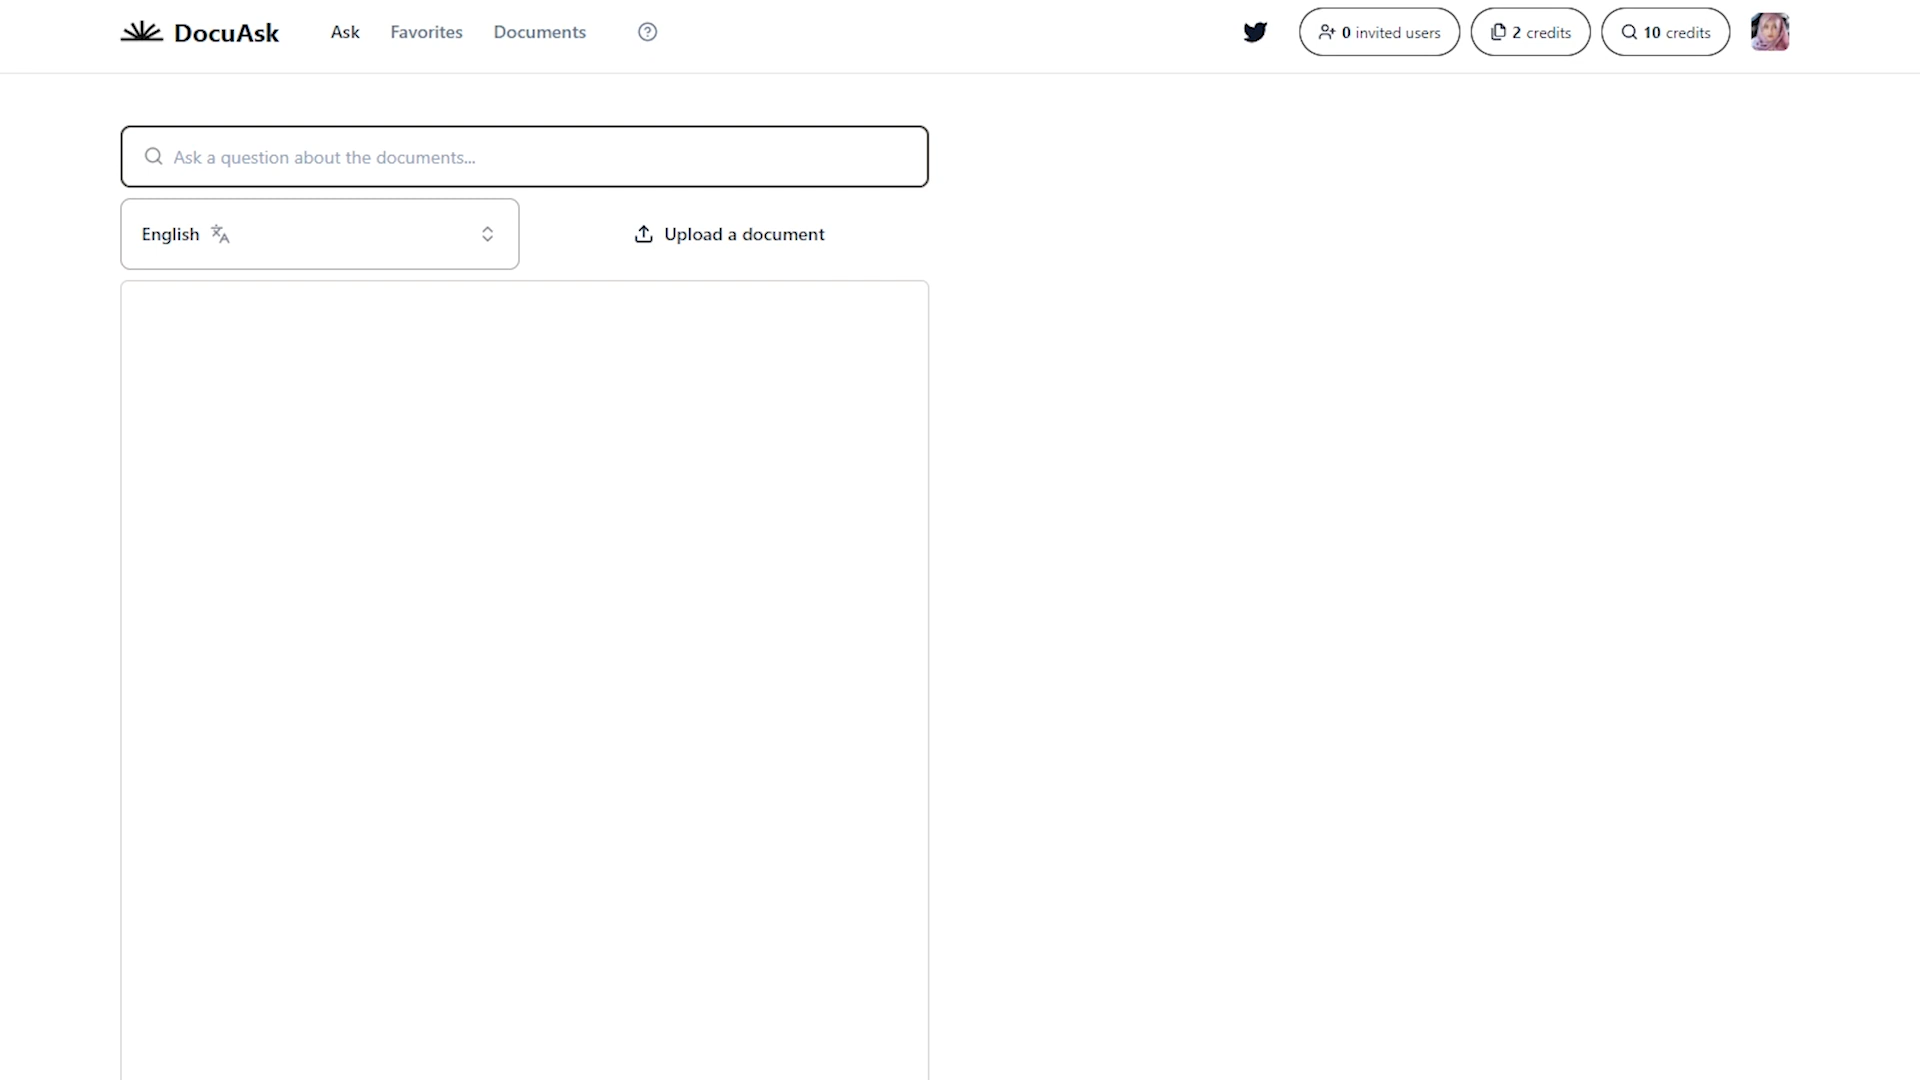 DocuAsk Ask Favorites Documents 0 invited users 2 credits 10 credits
Ask a question about the documents...
English Upload a document